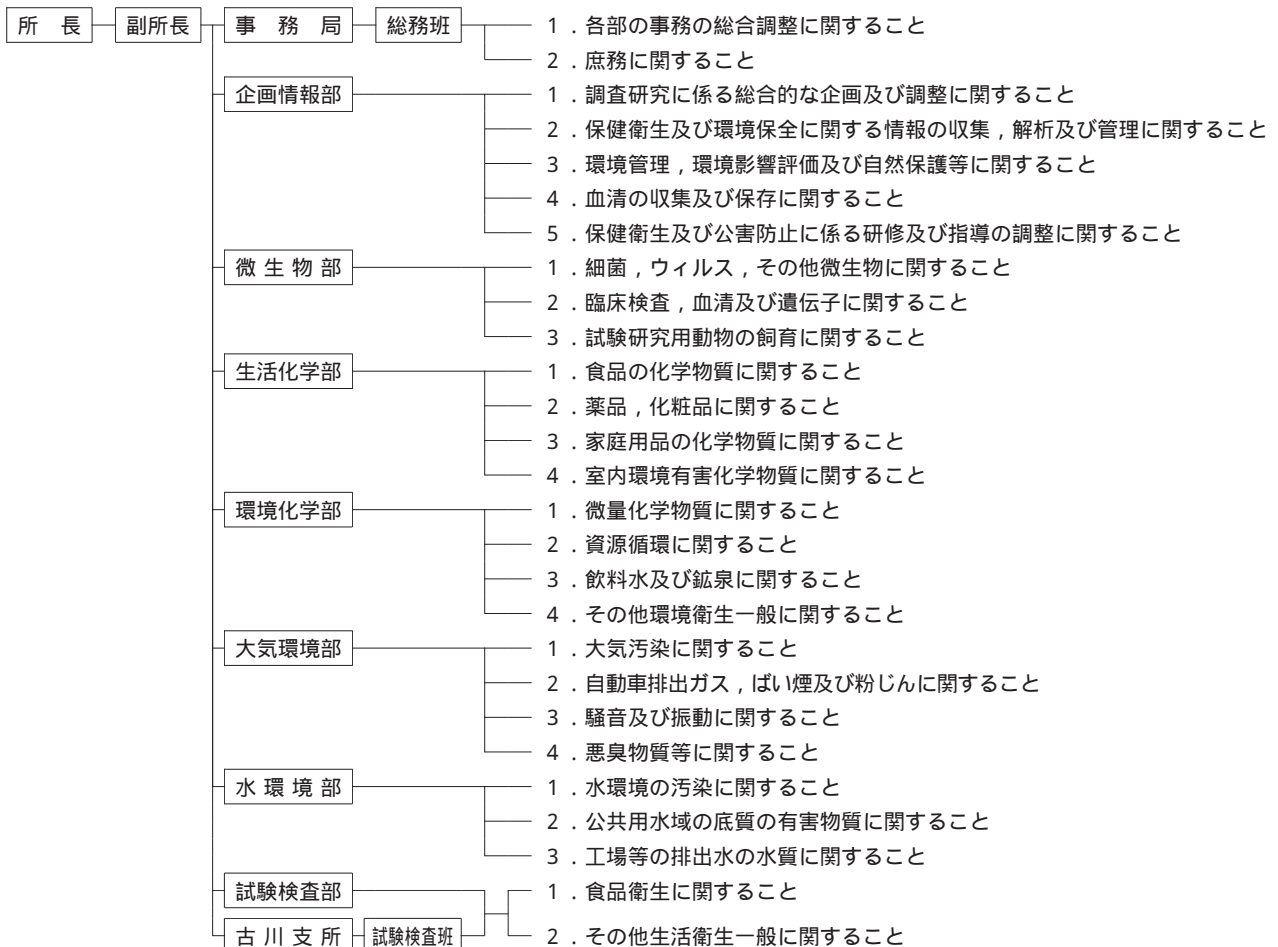 所　長 副所長 事　務　局 総務班 1．各部の事務の総合調整に関すること
2．庶務に関すること
企画情報部 1．調査研究に係る総合的な企画及び調整に関すること
2．保健衛生及び環境保全に関する情報の収集，解析及び管理に関すること
3．環境管理，環境影響評価及び自然保護等に関すること
4．血清の収集及び保存に関すること
5．保健衛生及び公害防止に係る研修及び指導の調整に関すること
微 生 物 部 1．細菌，ウィルス，その他微生物に関すること
2．臨床検査，血清及び遺伝子に関すること
3．試験研究用動物の飼育に関すること
生活化学部 1．食品の化学物質に関すること
2．薬品，化粧品に関すること
3．家庭用品の化学物質に関すること
4．室内環境有害化学物質に関すること
環境化学部 1．微量化学物質に関すること
2．資源循環に関すること
3．飲料水及び鉱泉に関すること
4．その他環境衛生一般に関すること
大気環境部 1．大気汚染に関すること
2．自動車排出ガス，ばい煙及び粉じんに関すること
3．騒音及び振動に関すること
4．悪臭物質等に関すること
水 環 境 部 1．水環境の汚染に関すること
2．公共用水域の底質の有害物質に関すること
3．工場等の排出水の水質に関すること
試験検査部 1．食品衛生に関すること
古 川 支 所 試験検査班 2．その他生活衛生一般に関すること